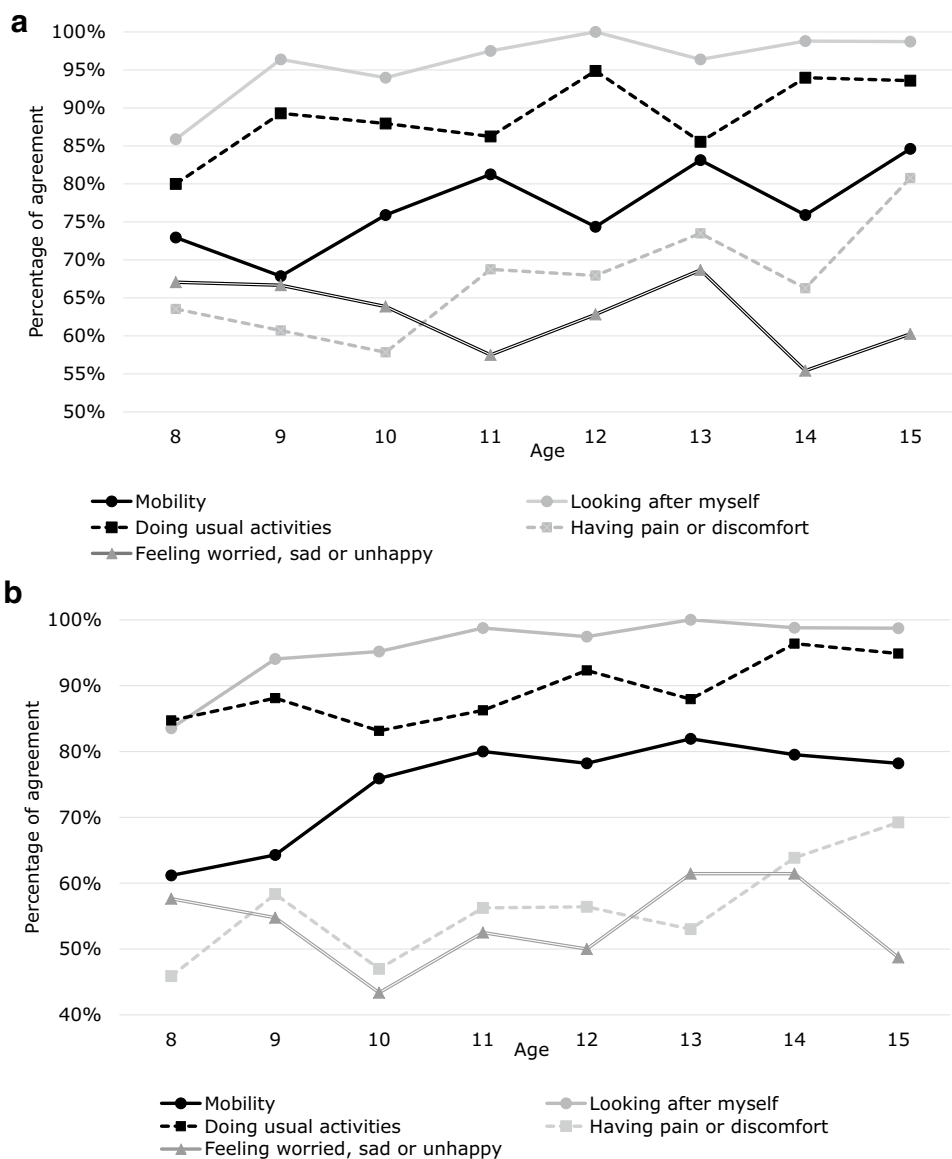 a
100%
95%
90%
85%
80%
75%
70%
65%
60%
55%
50%
Percentage of agreement
8 9 10 11 12 13 14 15
Age
Mobility Looking after myself
Doing usual activities Having pain or discomfort
Feeling worried, sad or unhappy
b
100%
90%
80%
70%
60%
50%
40%
Percentage of agreement
8 9 10 11 12 13 14 15
Age
Mobility Looking after myself
Doing usual activities Having pain or discomfort
Feeling worried, sad or unhappy